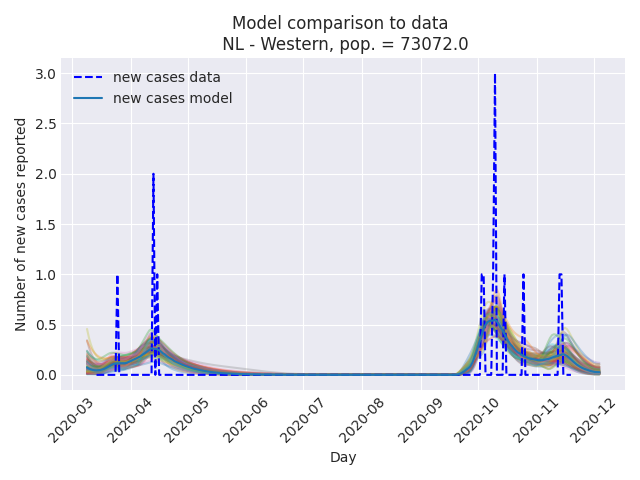 Model comparison to data
NL - Western, pop. = 73072.0
new cases data
new cases model
Number of new cases reported
3.0
2.5
2.0
1.5
1.0
0.5
0.0
2020-03
2020-04
2020-05
2020-06
2020-07
2020-08
2020-09
2020-10
2020-11
2020-12
Day